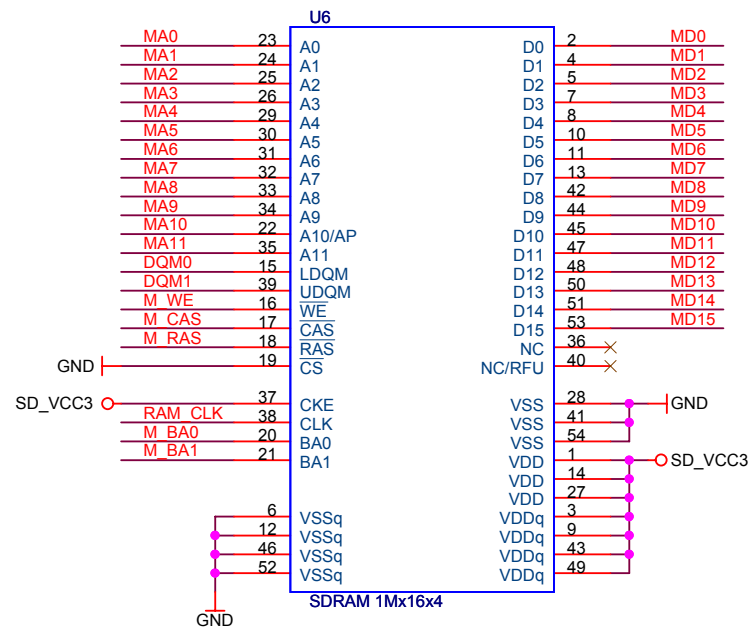 U6
MA0 23 A0 D0 2 MD0
MA1 24 A1 D1 4 MD1
MA2 25 A2 D2 5 MD2
MA3 26 A3 D3 7 MD3
MA4 29 A4 D4 8 MD4
MA5 30 A5 D5 10 MD5
MA6 31 A6 D6 11 MD6
MA7 32 A7 D7 13 MD7
MA8 33 A8 D8 42 MD8
MA9 34 A9 D9 44 MD9
MA10 22 A10/AP D10 45 MD10
MA11 35 A11 D11 47 MD11
DQM0 15 LDQM D12 48 MD12
DQM1 39 UDQM D13 50 MD13
M_WE 16 WE D14 51 MD14
M_CAS 17 CAS D15 53 MD15
M_RAS 18 RAS NC 36
GND 19 CS NC/RFU 40
SD_VCC3 37 CKE VSS 28 GND
RAM_CLK 38 CLK VSS 41
M_BA0 20 BA0 VSS 54
M_BA1 21 BA1 VDD 1 SD_VCC3
VDD 14
VDD 27
6 VSSq VDDq 3
12 VSSq VDDq 9
46 VSSq VDDq 43
52 VSSq VDDq 49
SDRAM 1Mx16x4
GND